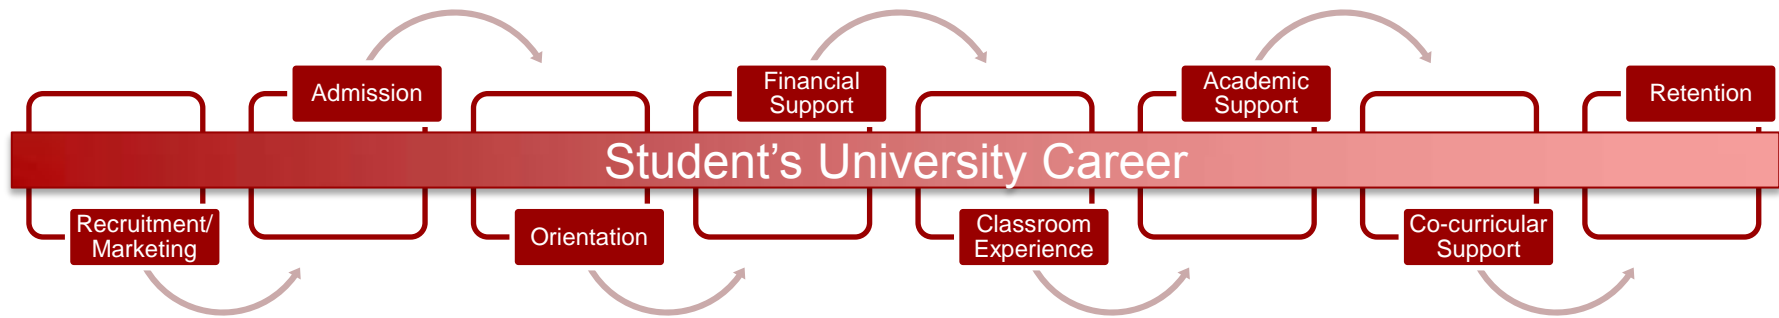 Admission
Financial
Support
Academic
Support
Retention
Student’s University Career
Recruitment/
Marketing
Orientation
Classroom
Experience
Co-curricular
Support